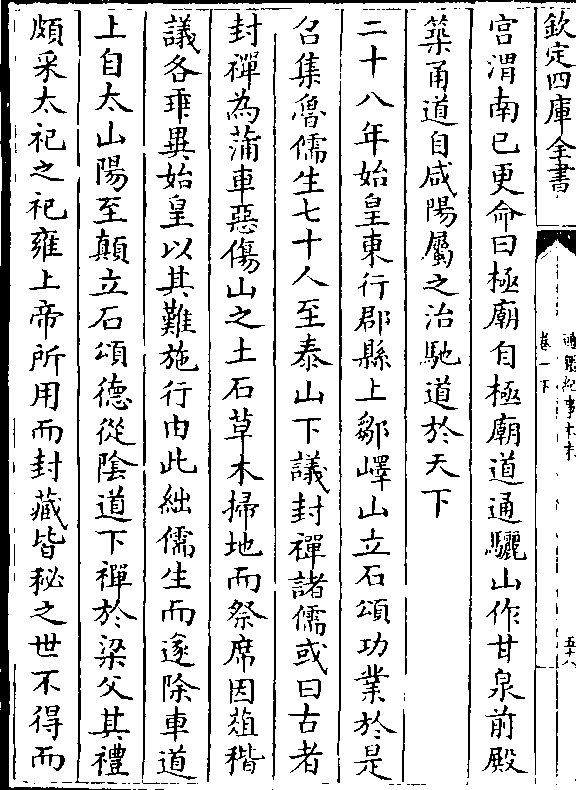 欽定四庫全書
通鑑紀事本末
卷一下
五十八
宫渭南已更命曰極廟自極廟道通驪山作甘泉前殿
築甬道自咸陽屬之治馳道於天下
二十八年始皇東行郡縣上鄒嶧山立石頌功業於是
召集魯儒生七十人至泰山下議封禪諸儒或曰古者
封禪為蒲車惡傷山之土石草木掃地而祭席因葅稭
議各乖異始皇以其難施行由此絀儒生而遂除車道
上自太山陽至顛立石頌德從陰道下禪於梁父其禮
頗采太祀之祀雍上帝所用而封藏皆秘之世不得而